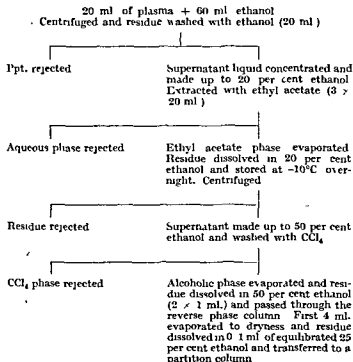 20 ml of plasma + 60 ml ethanol
Centrifuged and residue washed with ethanol (20 ml)
Ppt. rejected
Supernatant liquid concentrated and
made up to 20 per cent ethanol
Extracted with ethyl acetate (3 ×
20 ml)
Aqueous phase rejected
Ethyl acetate phase evaporated
Residue dissolved in 20 per cent
ethanol and stored at -10°C over-
night. Centrifuged
Residue rejected
Supernatant made up to 50 per cent
ethanol and washed with CCl₄
CCl₄ phase rejected
Alcoholic phase evaporated and resi-
due dissolved in 50 per cent ethanol
(2 × 1 ml.) and passed through the
reverse phase column First 4 ml.
evaporated to dryness and residue
dissolved in 0 1 ml of equilibrated 25
per cent ethanol and transferred to a
partition column